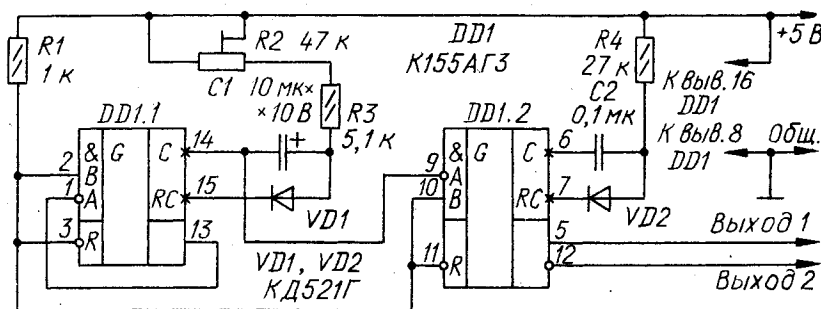 R1
1 к
R2 47 к
C1
10 мк×
×10 В
R3
5,1 к
DD1
К155АГ3
R4
27 к
C2
0,1 мк
+5 В
К выв. 16
DD1
К выв. 8
DD1
Общ.
DD1.1
&
G
C
14
2
B
1
A
RC
15
3
R
13
VD1
VD1, VD2
КД521Г
DD1.2
&
G
C
6
9
A
10
B
RC
7
11
R
5
12
VD2
Выход 1
Выход 2